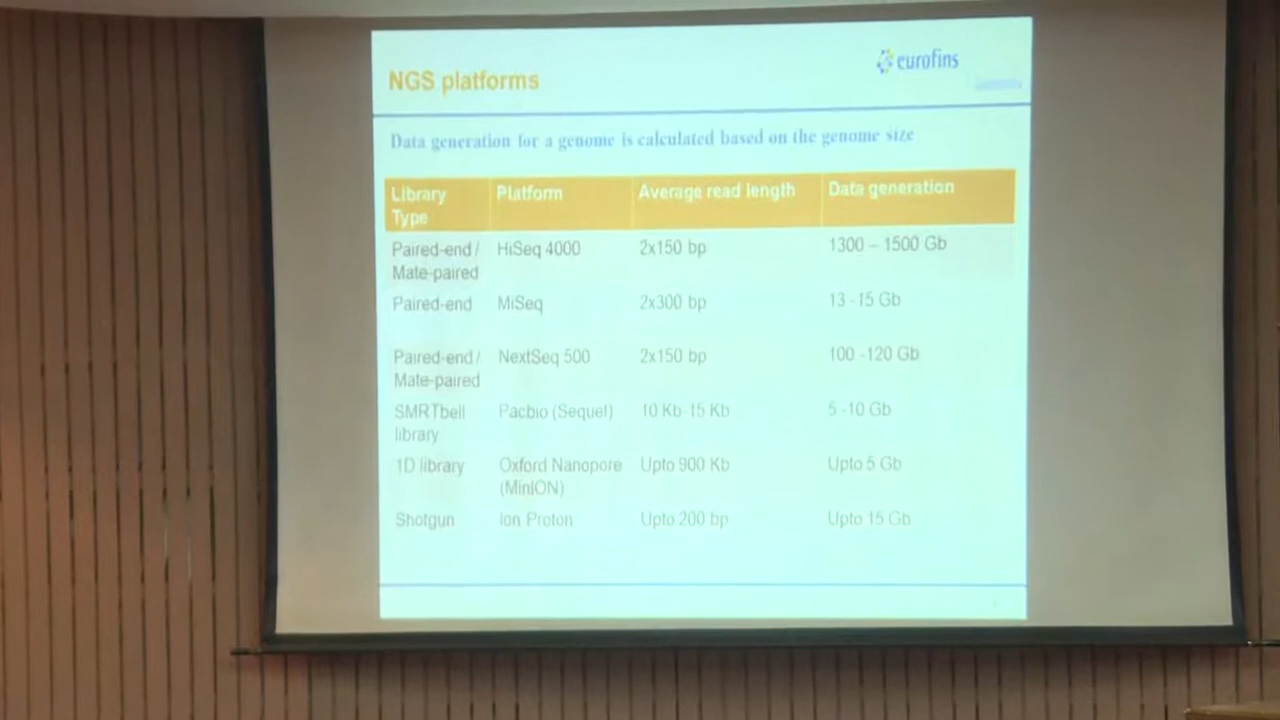 eurofins
NGS platforms
Data generation for a genome is calculated based on the genome size
Library Type Platform Average read length Data generation
Paired-end / Mate-paired HiSeq 4000 2x150 bp 1300 – 1500 Gb
Paired-end MiSeq 2x300 bp 13 -15 Gb
Paired-end / Mate-paired NextSeq 500 2x150 bp 100 -120 Gb
SMRTbell library Pacbio (Sequel) 10 Kb-15 Kb 5 -10 Gb
1D library Oxford Nanopore (MinION) Upto 900 Kb Upto 5 Gb
Shotgun Ion Proton Upto 200 bp Upto 15 Gb